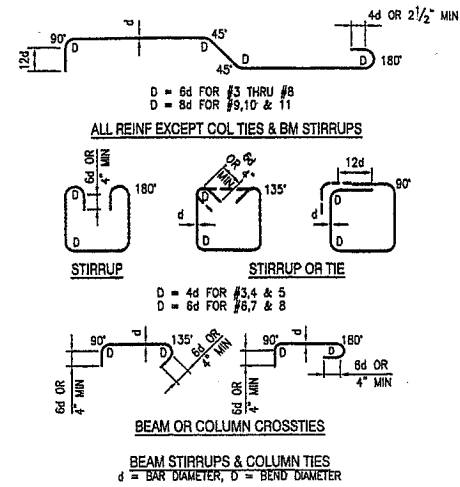 4d OR 2 1/2" MIN
90° d 45°
D D D D 180°
12d 45°
D = 6d FOR #3 THRU #8
D = 8d FOR #9,10 & 11
ALL REINF EXCEPT COL TIES & BM STIRRUPS
6d OR 4" MIN 180° D D
6d OR 4" MIN 135° D d D
12d 90° D d D
STIRRUP
STIRRUP OR TIE
D = 4d FOR #3,4 & 5
D = 6d FOR #6,7 & 8
90° d 135° D D 6d OR 4" MIN 6d OR 4" MIN
90° d 180° D D 6d OR 4" MIN 6d OR 4" MIN
BEAM OR COLUMN CROSSTIES
BEAM STIRRUPS & COLUMN TIES
d = BAR DIAMETER, D = BEND DIAMETER